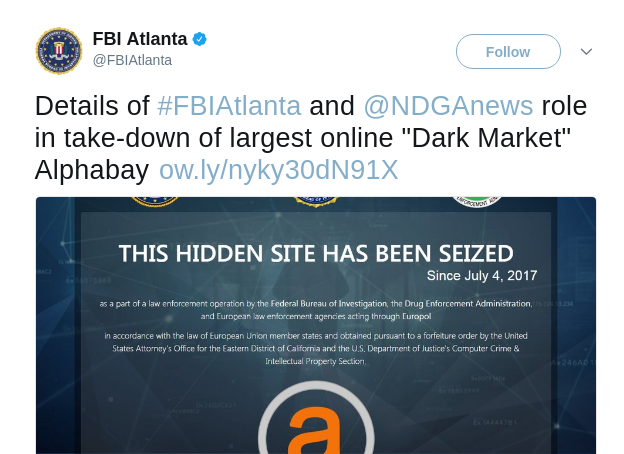 FBI Atlanta
@FBIAtlanta
Follow
Details of #FBIAtlanta and @NDGAnews role
in take-down of largest online "Dark Market"
Alphabay ow.ly/nyky30dN91X
THIS HIDDEN SITE HAS BEEN SEIZED
Since July 4, 2017
as a part of a law enforcement operation by the Federal Bureau of Investigation, the Drug Enforcement Administration,
and European law enforcement agencies acting through Europol
in accordance with the law of European Union member states and obtained pursuant to a forfeiture order by the United
States Attorney's Office for the Eastern District of California and the U.S. Department of Justice's Computer Crime &
Intellectual Property Section.
a